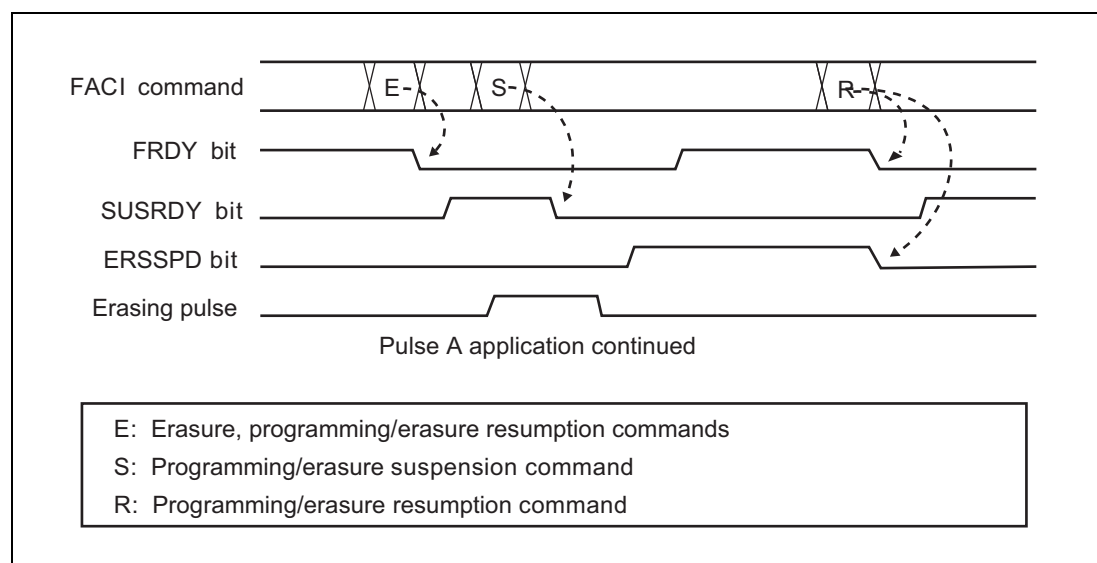 FACI command
E
S
R
FRDY bit
SUSRDY bit
ERSSPD bit
Erasing pulse
Pulse A application continued
E: Erasure, programming/erasure resumption commands
S: Programming/erasure suspension command
R: Programming/erasure resumption command